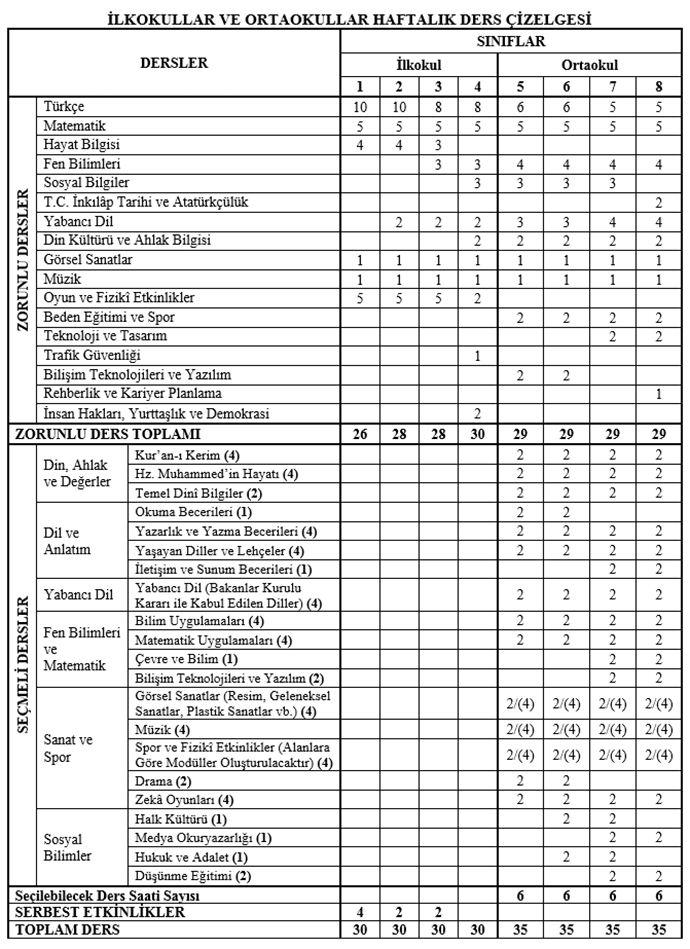 İLKOKULLAR VE ORTAOKULLAR HAFTALIK DERS ÇİZELGESİ
DERSLER SINIFLAR
İlkokul Ortaokul
1 2 3 4 5 6 7 8
ZORUNLU DERSLER
Türkçe 10 10 8 8 6 6 5 5
Matematik 5 5 5 5 5 5 5 5
Hayat Bilgisi 4 4 3
Fen Bilimleri 3 3 4 4 4 4
Sosyal Bilgiler 3 3 3 3
T.C. İnkılâp Tarihi ve Atatürkçülük 2
Yabancı Dil 2 2 2 3 3 4 4
Din Kültürü ve Ahlak Bilgisi 2 2 2 2 2
Görsel Sanatlar 1 1 1 1 1 1 1 1
Müzik 1 1 1 1 1 1 1 1
Oyun ve Fizikî Etkinlikler 5 5 5 2
Beden Eğitimi ve Spor 2 2 2 2
Teknoloji ve Tasarım 2 2
Trafik Güvenliği 1
Bilişim Teknolojileri ve Yazılım 2 2
Rehberlik ve Kariyer Planlama 1
İnsan Hakları, Yurttaşlık ve Demokrasi 2
ZORUNLU DERS TOPLAMI 26 28 28 30 29 29 29 29
SEÇMELİ DERSLER
Din, Ahlak
ve Değerler
Kur'an-ı Kerim (4) 2 2 2 2
Hz. Muhammed'in Hayatı (4) 2 2 2 2
Temel Dinî Bilgiler (2) 2 2 2 2
Dil ve
Anlatım
Okuma Becerileri (1) 2 2
Yazarlık ve Yazma Becerileri (4) 2 2 2 2
Yaşayan Diller ve Lehçeler (4) 2 2 2 2
İletişim ve Sunum Becerileri (1) 2 2
Yabancı Dil
Yabancı Dil (Bakanlar Kurulu
Kararı ile Kabul Edilen Diller) (4) 2 2 2 2
Fen Bilimleri
ve
Matematik
Bilim Uygulamaları (4) 2 2 2 2
Matematik Uygulamaları (4) 2 2 2 2
Çevre ve Bilim (1) 2 2
Bilişim Teknolojileri ve Yazılım (2) 2 2
Sanat ve
Spor
Görsel Sanatlar (Resim, Geleneksel
Sanatlar, Plastik Sanatlar vb.) (4) 2/(4) 2/(4) 2/(4) 2/(4)
Müzik (4) 2/(4) 2/(4) 2/(4) 2/(4)
Spor ve Fizikî Etkinlikler (Alanlara
Göre Modüller Oluşturulacaktır) (4) 2/(4) 2/(4) 2/(4) 2/(4)
Drama (2) 2 2
Zekâ Oyunları (4) 2 2 2 2
Sosyal
Bilimler
Halk Kültürü (1) 2 2
Medya Okuryazarlığı (1) 2 2
Hukuk ve Adalet (1) 2 2
Düşünme Eğitimi (2) 2 2
Seçilebilecek Ders Saati Sayısı 6 6 6 6
SERBEST ETKİNLİKLER 4 2 2
TOPLAM DERS 30 30 30 30 35 35 35 35